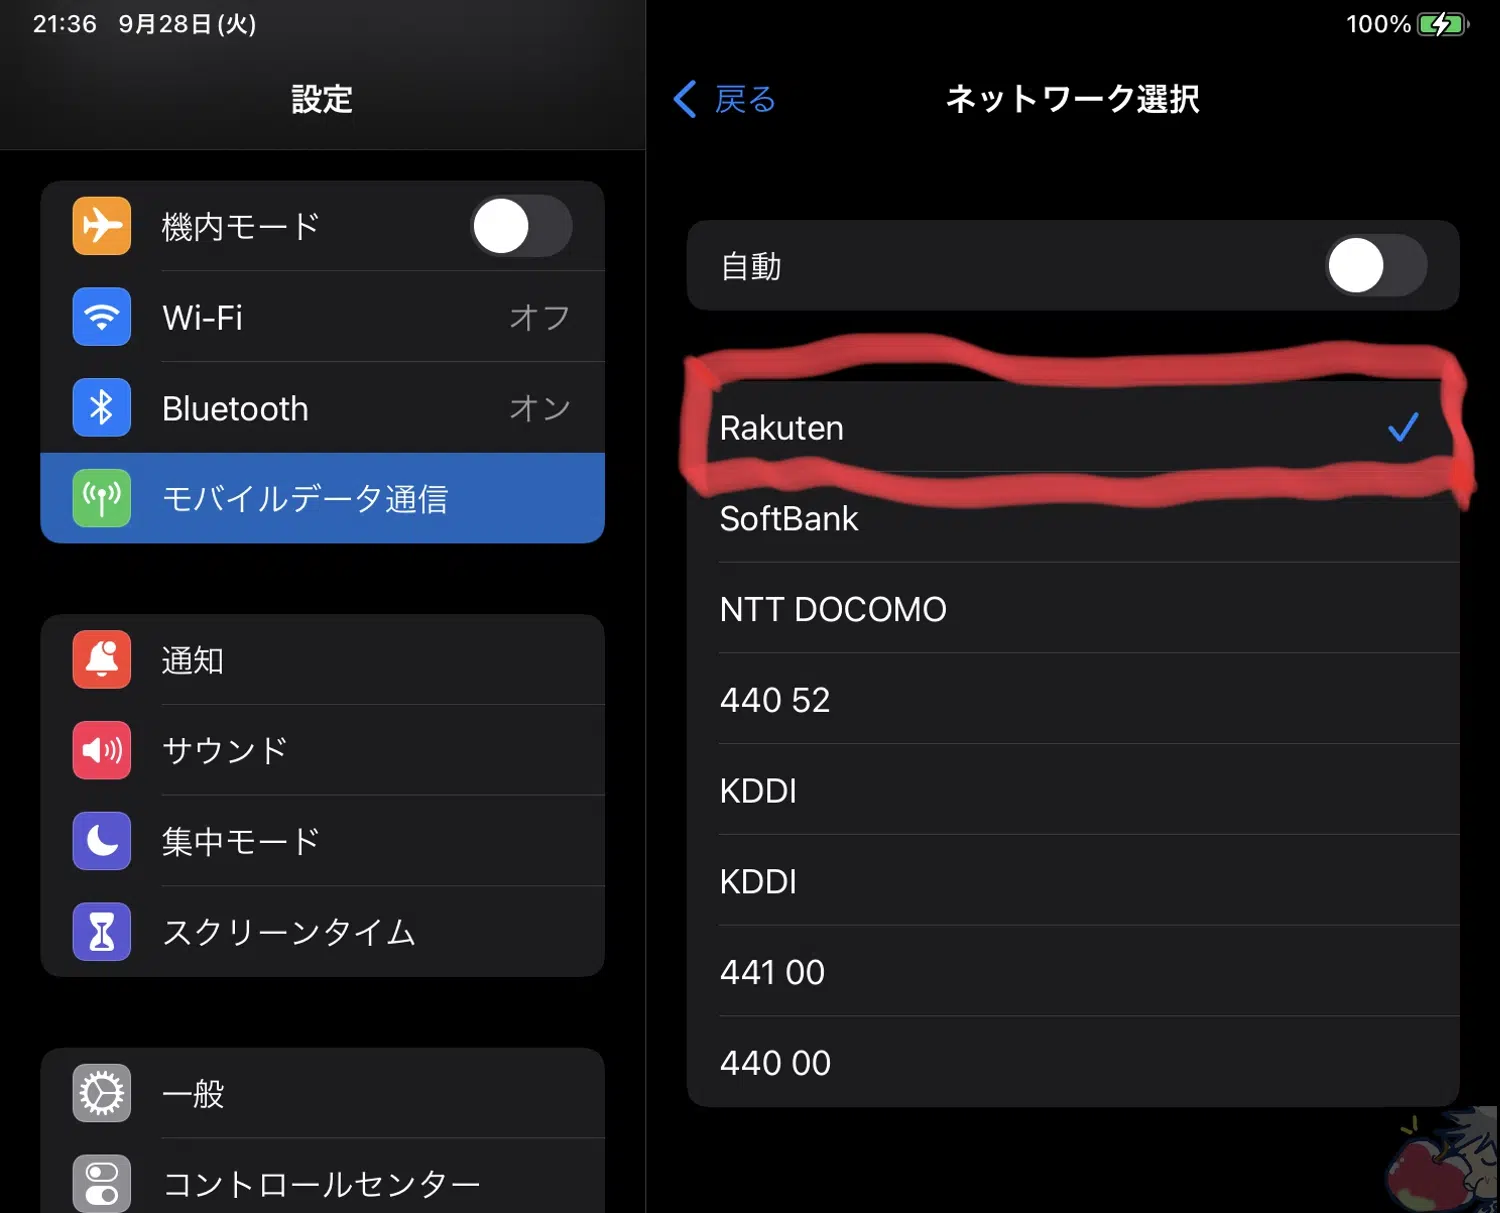 21:36 9月28日(火)
100%
設定
機内モード
Wi-Fi オフ
Bluetooth オン
モバイルデータ通信
通知
サウンド
集中モード
スクリーンタイム
一般
コントロールセンター
戻る ネットワーク選択
自動
Rakuten
SoftBank
NTT DOCOMO
440 52
KDDI
KDDI
441 00
440 00